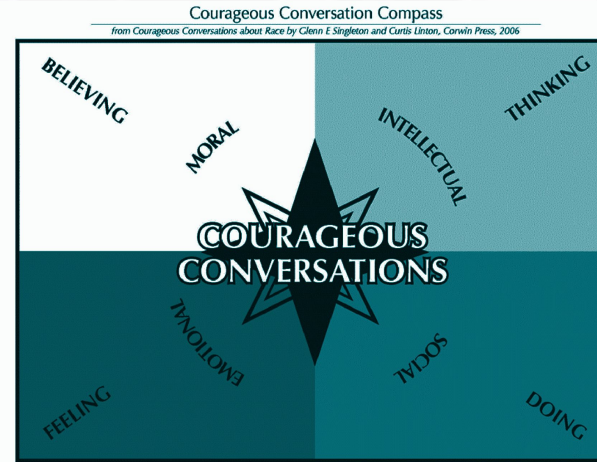 Courageous Conversation Compass
from Courageous Conversations about Race by Glenn E Singleton and Curtis Linton, Corwin Press, 2006
BELIEVING
THINKING
MORAL
INTELLECTUAL
COURAGEOUS
CONVERSATIONS
EMOTIONAL
SOCIAL
FEELING
DOING